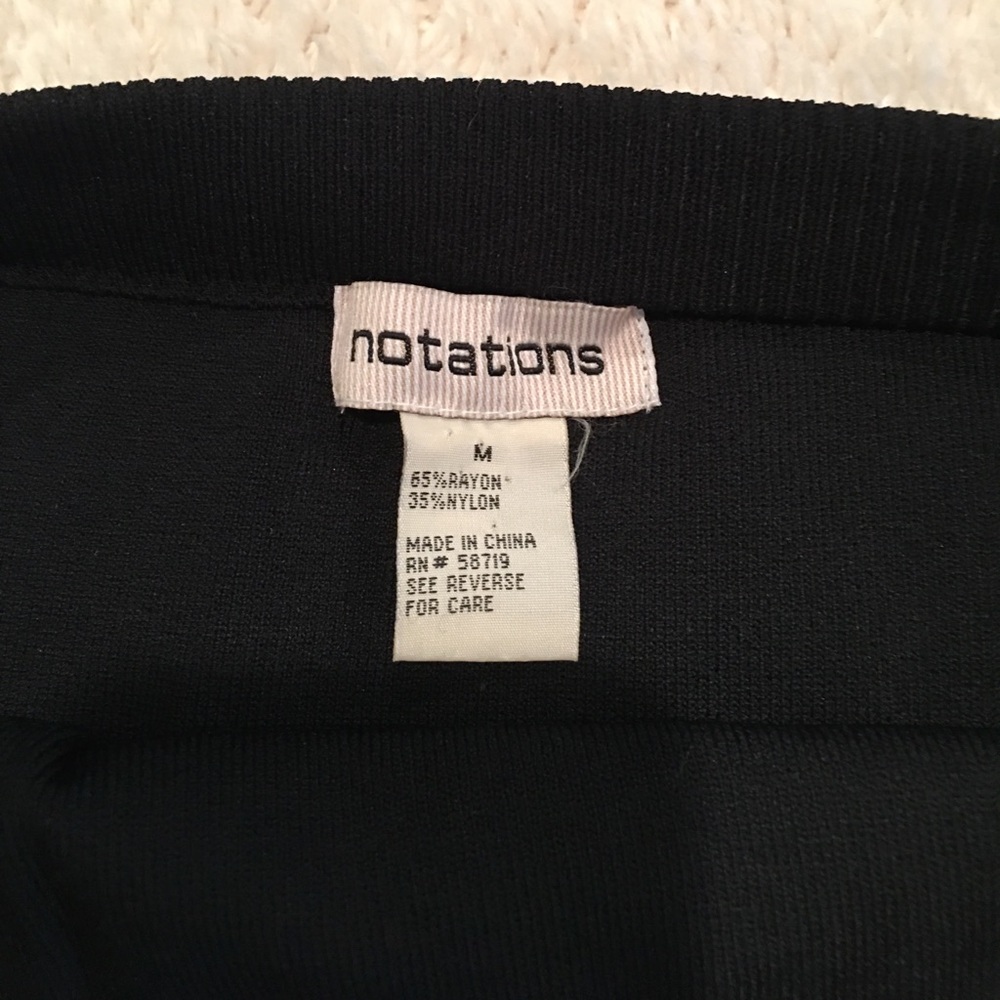 notations
M
65%RAYON
35%NYLON
MADE IN CHINA
RN# 58719
SEE REVERSE
FOR CARE